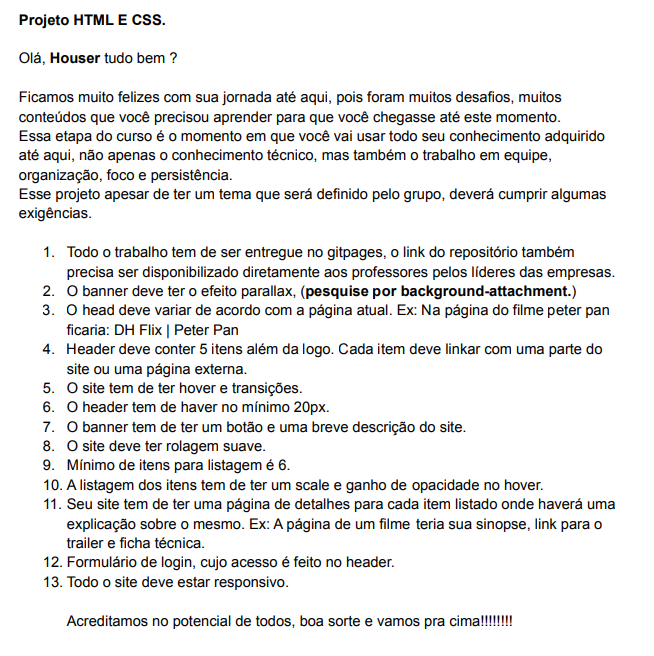 Projeto HTML E CSS.
Olá, Houser tudo bem ?
Ficamos muito felizes com sua jornada até aqui, pois foram muitos desafios, muitos
conteúdos que você precisou aprender para que você chegasse até este momento.
Essa etapa do curso é o momento em que você vai usar todo seu conhecimento adquirido
até aqui, não apenas o conhecimento técnico, mas também o trabalho em equipe,
organização, foco e persistência.
Esse projeto apesar de ter um tema que será definido pelo grupo, deverá cumprir algumas
exigências.
1. Todo o trabalho tem de ser entregue no gitpages, o link do repositório também
precisa ser disponibilizado diretamente aos professores pelos líderes das empresas.
2. O banner deve ter o efeito parallax, (pesquise por background-attachment.)
3. O head deve variar de acordo com a página atual. Ex: Na página do filme peter pan
ficaria: DH Flix | Peter Pan
4. Header deve conter 5 itens além da logo. Cada item deve linkar com uma parte do
site ou uma página externa.
5. O site tem de ter hover e transições.
6. O header tem de haver no mínimo 20px.
7. O banner tem de ter um botão e uma breve descrição do site.
8. O site deve ter rolagem suave.
9. Mínimo de itens para listagem é 6.
10. A listagem dos itens tem de ter um scale e ganho de opacidade no hover.
11. Seu site tem de ter uma página de detalhes para cada item listado onde haverá uma
explicação sobre o mesmo. Ex: A página de um filme teria sua sinopse, link para o
trailer e ficha técnica.
12. Formulário de login, cujo acesso é feito no header.
13. Todo o site deve estar responsivo.
Acreditamos no potencial de todos, boa sorte e vamos pra cima!!!!!!!!